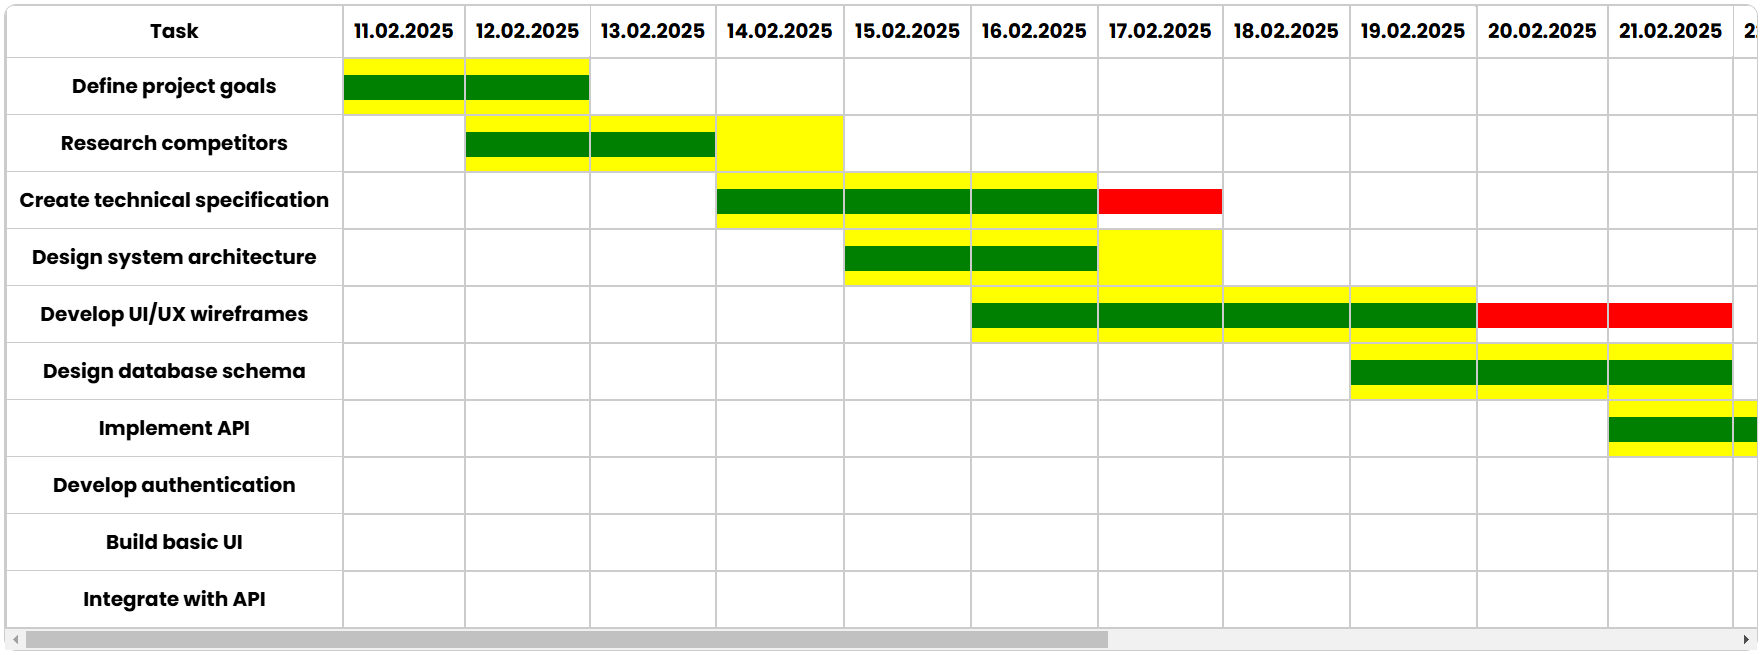 Task 11.02.2025 12.02.2025 13.02.2025 14.02.2025 15.02.2025 16.02.2025 17.02.2025 18.02.2025 19.02.2025 20.02.2025 21.02.2025
Define project goals
Research competitors
Create technical specification
Design system architecture
Develop UI/UX wireframes
Design database schema
Implement API
Develop authentication
Build basic UI
Integrate with API